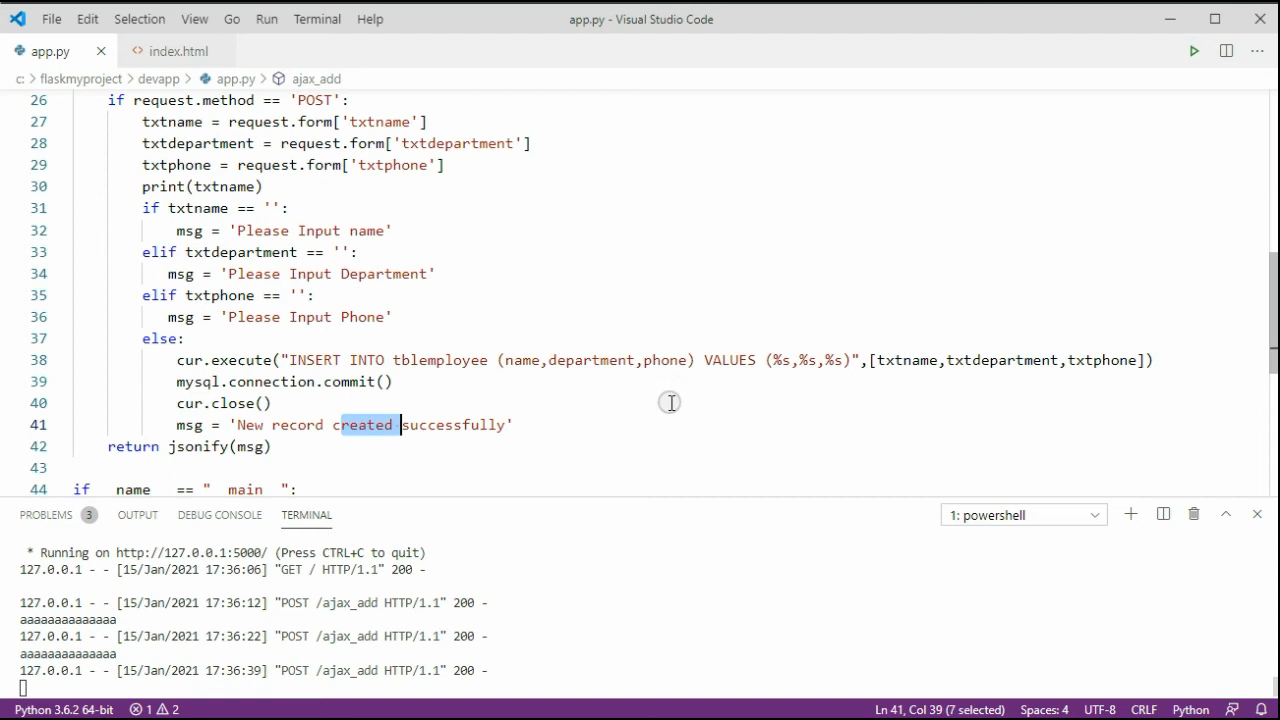 File Edit Selection View Go Run Terminal Help app.py - Visual Studio Code
app.py index.html
c: > flaskmyproject > devapp > app.py > ajax_add
26 if request.method == 'POST':
27 txtname = request.form['txtname']
28 txtdepartment = request.form['txtdepartment']
29 txtphone = request.form['txtphone']
30 print(txtname)
31 if txtname == '':
32 msg = 'Please Input name'
33 elif txtdepartment == '':
34 msg = 'Please Input Department'
35 elif txtphone == '':
36 msg = 'Please Input Phone'
37 else:
38 cur.execute("INSERT INTO tblemployee (name,department,phone) VALUES (%s,%s,%s)",[txtname,txtdepartment,txtphone])
39 mysql.connection.commit()
40 cur.close()
41 msg = 'New record created successfully'
42 return jsonify(msg)
43
44 if __name__ == "__main__":
PROBLEMS 3 OUTPUT DEBUG CONSOLE TERMINAL 1: powershell
* Running on http://127.0.0.1:5000/ (Press CTRL+C to quit)
127.0.0.1 - - [15/Jan/2021 17:36:06] "GET / HTTP/1.1" 200 -
127.0.0.1 - - [15/Jan/2021 17:36:12] "POST /ajax_add HTTP/1.1" 200 -
aaaaaaaaaaaaaa
127.0.0.1 - - [15/Jan/2021 17:36:22] "POST /ajax_add HTTP/1.1" 200 -
aaaaaaaaaaaaaa
127.0.0.1 - - [15/Jan/2021 17:36:39] "POST /ajax_add HTTP/1.1" 200 -
Python 3.6.2 64-bit 1 2 Ln 41, Col 39 (7 selected) Spaces: 4 UTF-8 CRLF Python